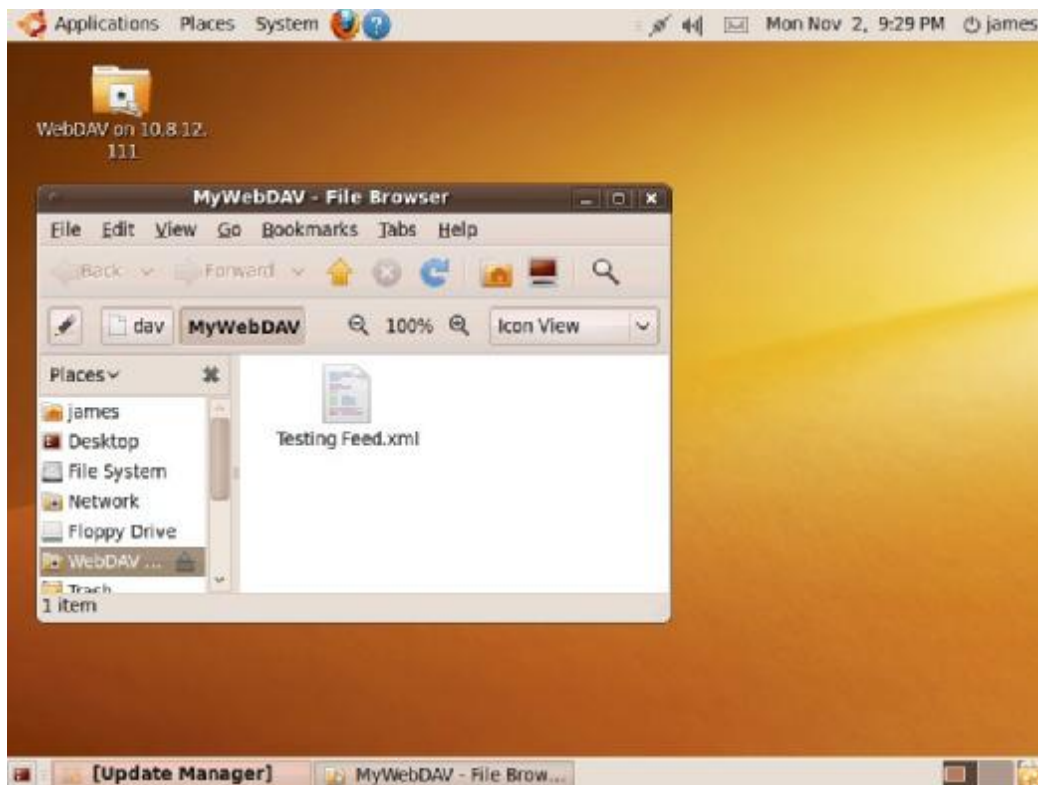 Applications Places System Mon Nov 2, 9:29 PM james
WebDAV on 10.8.12.
111
MyWebDAV - File Browser
File Edit View Go Bookmarks Tabs Help
Back Forward
dav MyWebDAV 100% Icon View
Places
james
Desktop
File System
Network
Floppy Drive
WebDAV ...
Trash
Testing Feed.xml
1 item
[Update Manager] MyWebDAV - File Brow...